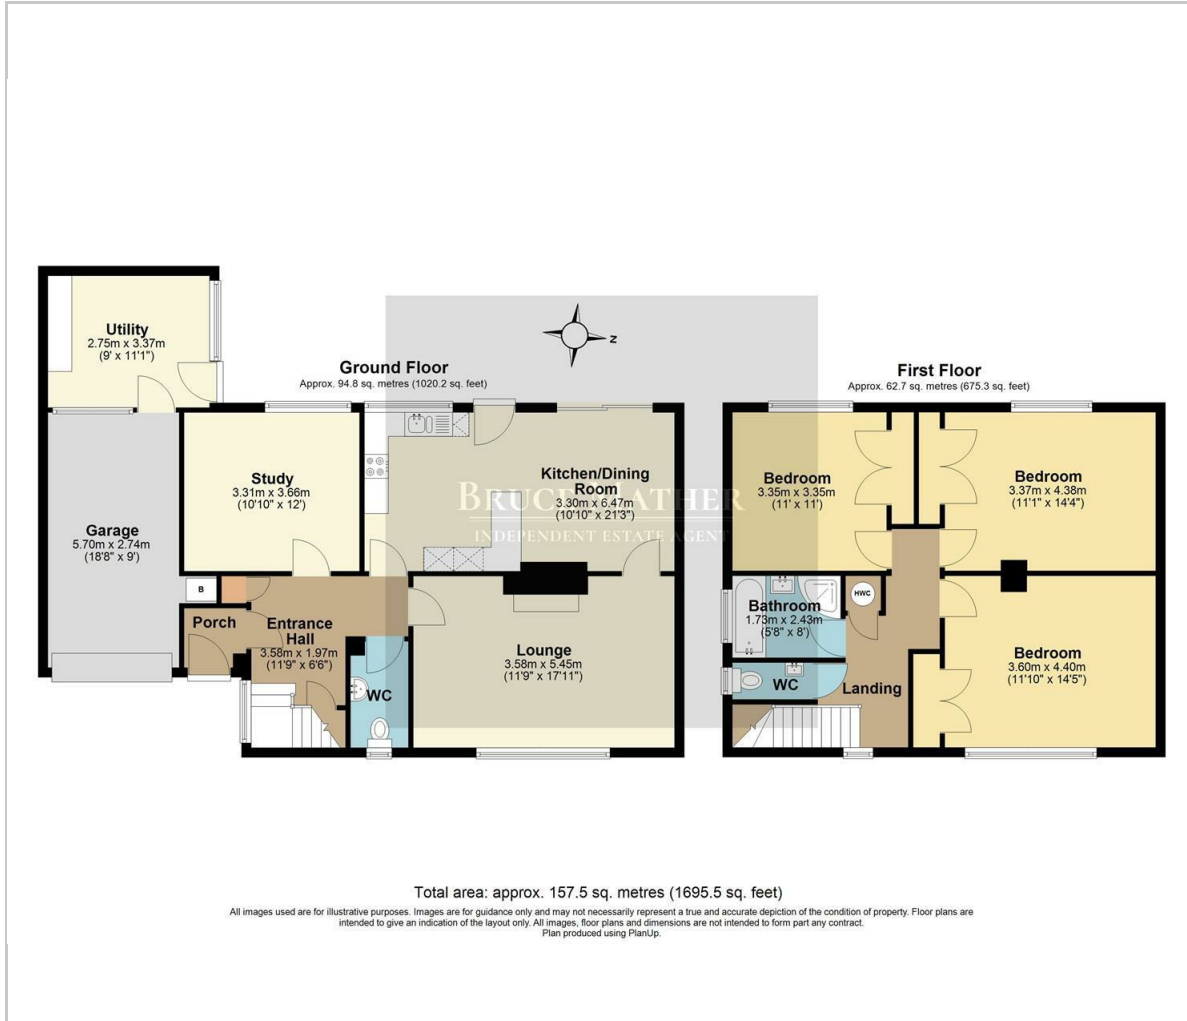 Ground Floor
Approx. 94.8 sq. metres (1020.2 sq. feet)
Utility
2.75m x 3.37m
(9' x 11'1")
Study
3.31m x 3.66m
(10'10" x 12')
Kitchen/Dining
Room
3.30m x 6.47m
(10'10" x 21'3")
Garage
5.70m x 2.74m
(18'8" x 9')
B
Porch
Entrance
Hall
3.58m x 1.97m
(11'9" x 6'6")
WC
Lounge
3.58m x 5.45m
(11'9" x 17'11")
N
BRUCE MATHER
INDEPENDENT ESTATE AGENT
First Floor
Approx. 62.7 sq. metres (675.3 sq. feet)
Bedroom
3.35m x 3.35m
(11' x 11')
Bedroom
3.37m x 4.38m
(11'1" x 14'4")
Bathroom
1.73m x 2.43m
(5'8" x 8')
HWC
WC
Landing
Bedroom
3.60m x 4.40m
(11'10" x 14'5")
Total area: approx. 157.5 sq. metres (1695.5 sq. feet)
All images used are for illustrative purposes. Images are for guidance only and may not necessarily represent a true and accurate depiction of the condition of property. Floor plans are
intended to give an indication of the layout only. All images, floor plans and dimensions are not intended to form part any contract.
Plan produced using PlanUp.